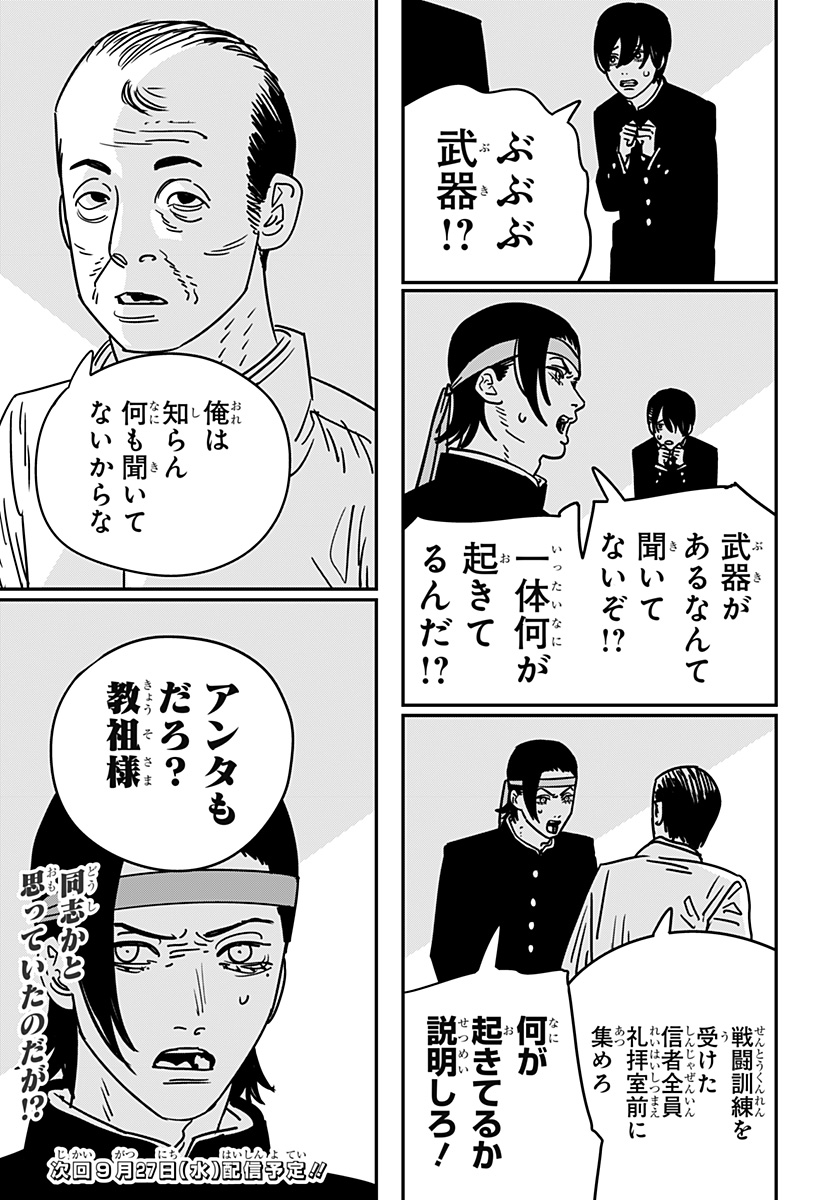 ぶぶぶ
武器!?
武器が
あるなんて
聞いて
ないぞ!?
一体何が
起きて
るんだ!?
戦闘訓練を
受けた
信者全員
礼拝室前に
集めろ
何が
起きてるか
説明しろ!
俺は
知らん
何も聞いて
ないからな
アンタも
だろ?
教祖様
同志かと
思っていたのだが!?
次回9月27日(水)配信予定!!